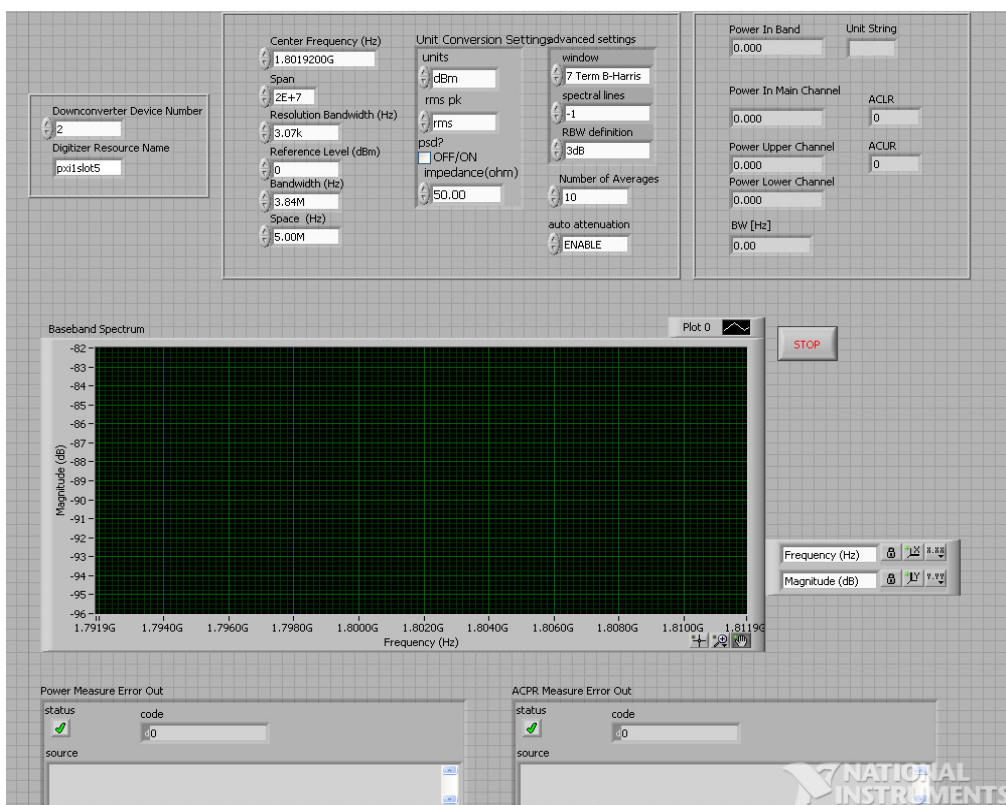 Downconverter Device Number
2
Digitizer Resource Name
pxi1slot5
Center Frequency (Hz)
1.8019200G
Span
2E+7
Resolution Bandwidth (Hz)
3.07k
Reference Level (dBm)
0
Bandwidth (Hz)
3.84M
Space (Hz)
5.00M
Unit Conversion Settings
units
dBm
rms pk
rms
psd?
OFF/ON
impedance(ohm)
50.00
advanced settings
window
7 Term B-Harris
spectral lines
-1
RBW definition
3dB
Number of Averages
10
auto attenuation
ENABLE
Power In Band
0.000
Unit String
Power In Main Channel
0.000
ACLR
0
Power Upper Channel
0.000
ACUR
0
Power Lower Channel
0.000
BW [Hz]
0.00
Baseband Spectrum
Plot 0
STOP
Magnitude (dB)
-82
-83
-84
-85
-86
-87
-88
-89
-90
-91
-92
-93
-94
-95
-96
1.7919G 1.7940G 1.7960G 1.7980G 1.8000G 1.8020G 1.8040G 1.8060G 1.8080G 1.8100G 1.8119G
Frequency (Hz)
Frequency (Hz)
Magnitude (dB)
Power Measure Error Out
status
code
0
source
ACPR Measure Error Out
status
code
0
source
NATIONAL
INSTRUMENTS